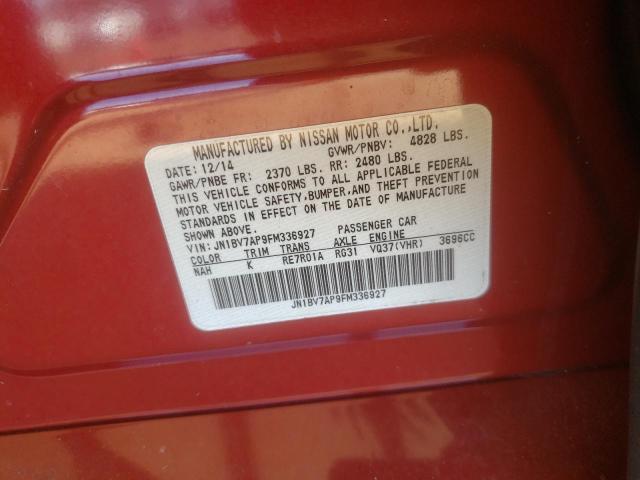 MANUFACTURED BY NISSAN MOTOR CO.,LTD.
DATE: 12/14 GVWR/PNBV: 4828 LBS.
GAWR/PNBE FR: 2370 LBS. RR: 2480 LBS.
THIS VEHICLE CONFORMS TO ALL APPLICABLE FEDERAL
MOTOR VEHICLE SAFETY,BUMPER,AND THEFT PREVENTION
STANDARDS IN EFFECT ON THE DATE OF MANUFACTURE
SHOWN ABOVE.
VIN: JN1BV7AP9FM336927 PASSENGER CAR
COLOR TRIM TRANS AXLE ENGINE
NAH K RE7R01A RG31 VQ37(VHR) 3696CC
JN1BV7AP9FM336927